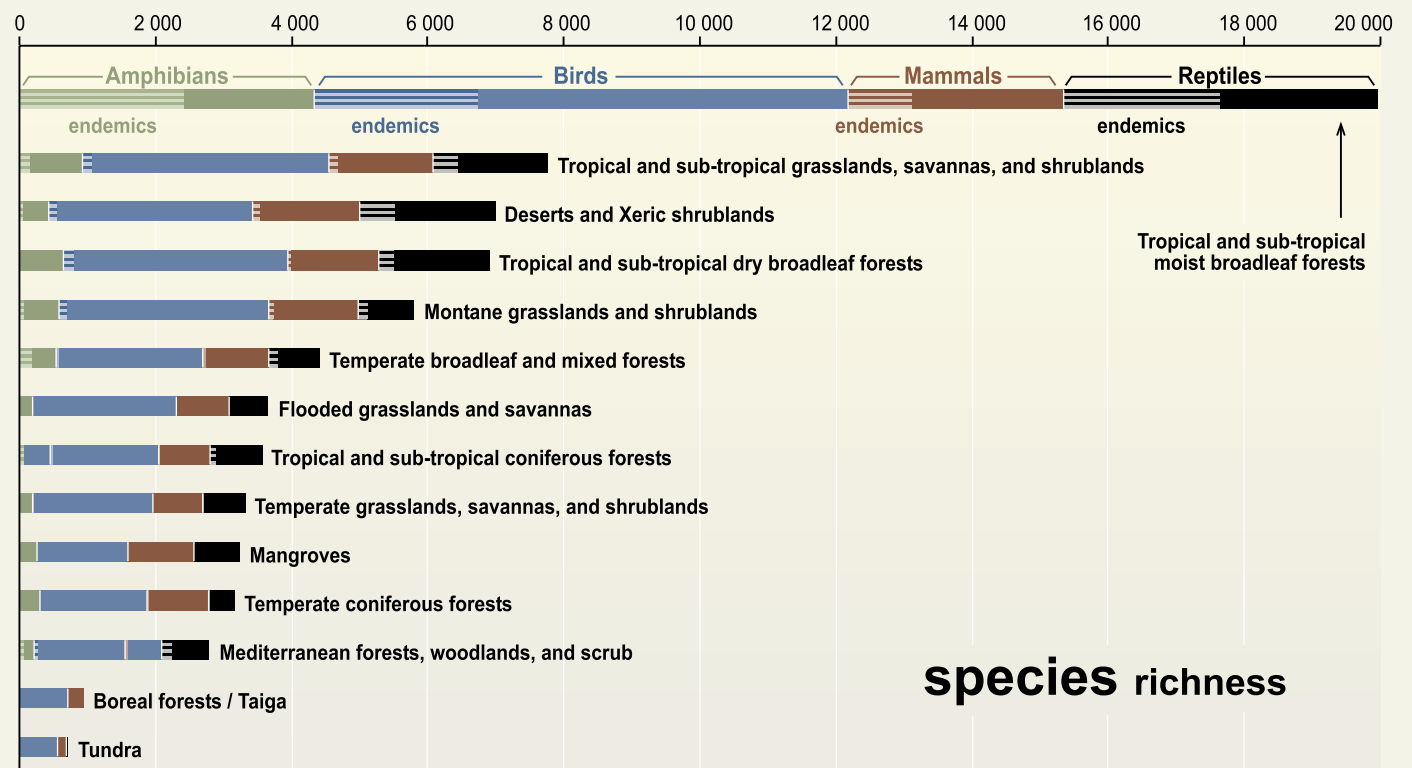 0 2 000 4 000 6 000 8 000 10 000 12 000 14 000 16 000 18 000 20 000
Amphibians Birds Mammals Reptiles
endemics endemics endemics endemics
Tropical and sub-tropical grasslands, savannas, and shrublands
Deserts and Xeric shrublands
Tropical and sub-tropical
moist broadleaf forests
Tropical and sub-tropical dry broadleaf forests
Montane grasslands and shrublands
Temperate broadleaf and mixed forests
Flooded grasslands and savannas
Tropical and sub-tropical coniferous forests
Temperate grasslands, savannas, and shrublands
Mangroves
Temperate coniferous forests
Mediterranean forests, woodlands, and scrub
species richness
Boreal forests / Taiga
Tundra